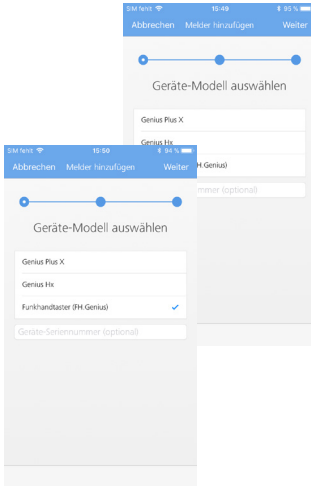 SIM fehlt 15:49 93 %
Abbrechen Melder hinzufügen Weiter
Geräte-Modell auswählen
Genius Plus X
Genius Hx
H.Genius)
mmer (optional)
SIM fehlt 15:50 94 %
Abbrechen Melder hinzufügen Weiter
Geräte-Modell auswählen
Genius Plus X
Genius Hx
Funkhandtaster (FH.Genius)
Geräte-Seriennummer (optional)